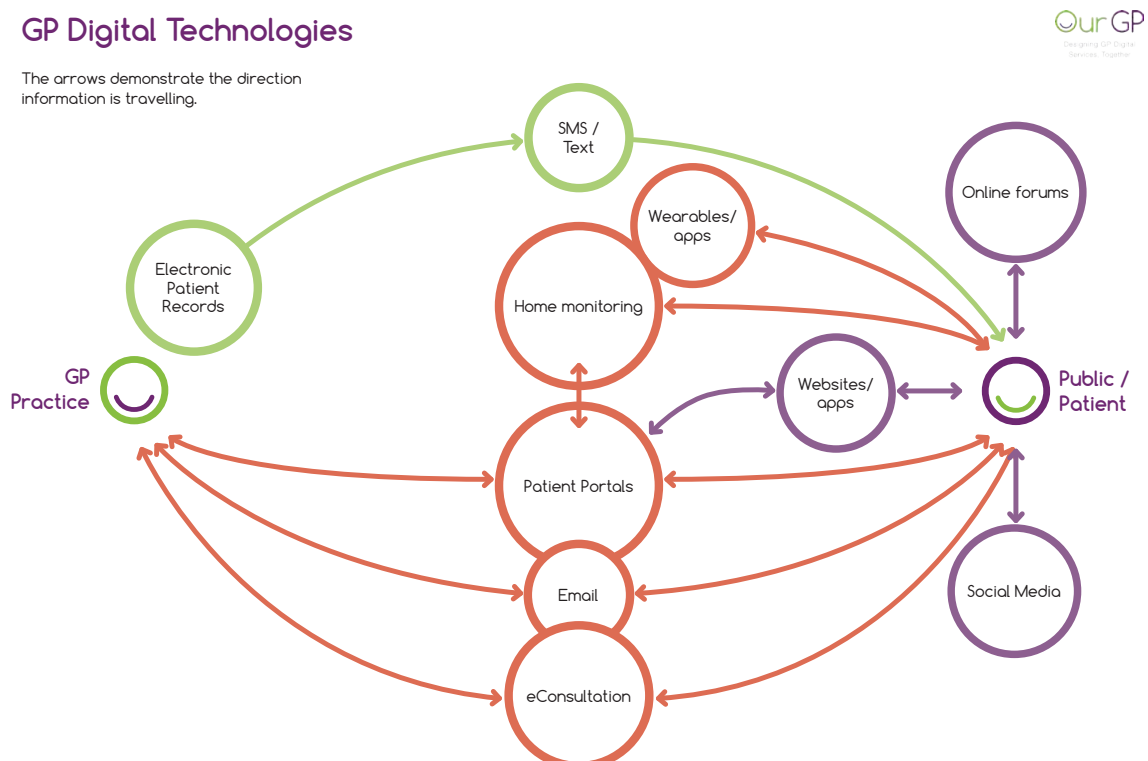 GP Digital Technologies
Our GP
Designing GP Digital
Services, Together
The arrows demonstrate the direction
information is travelling.
SMS /
Text
Online forums
Wearables/
apps
Electronic
Patient
Records
Home monitoring
GP
Practice
Websites/
apps
Public /
Patient
Patient Portals
Email
Social Media
eConsultation